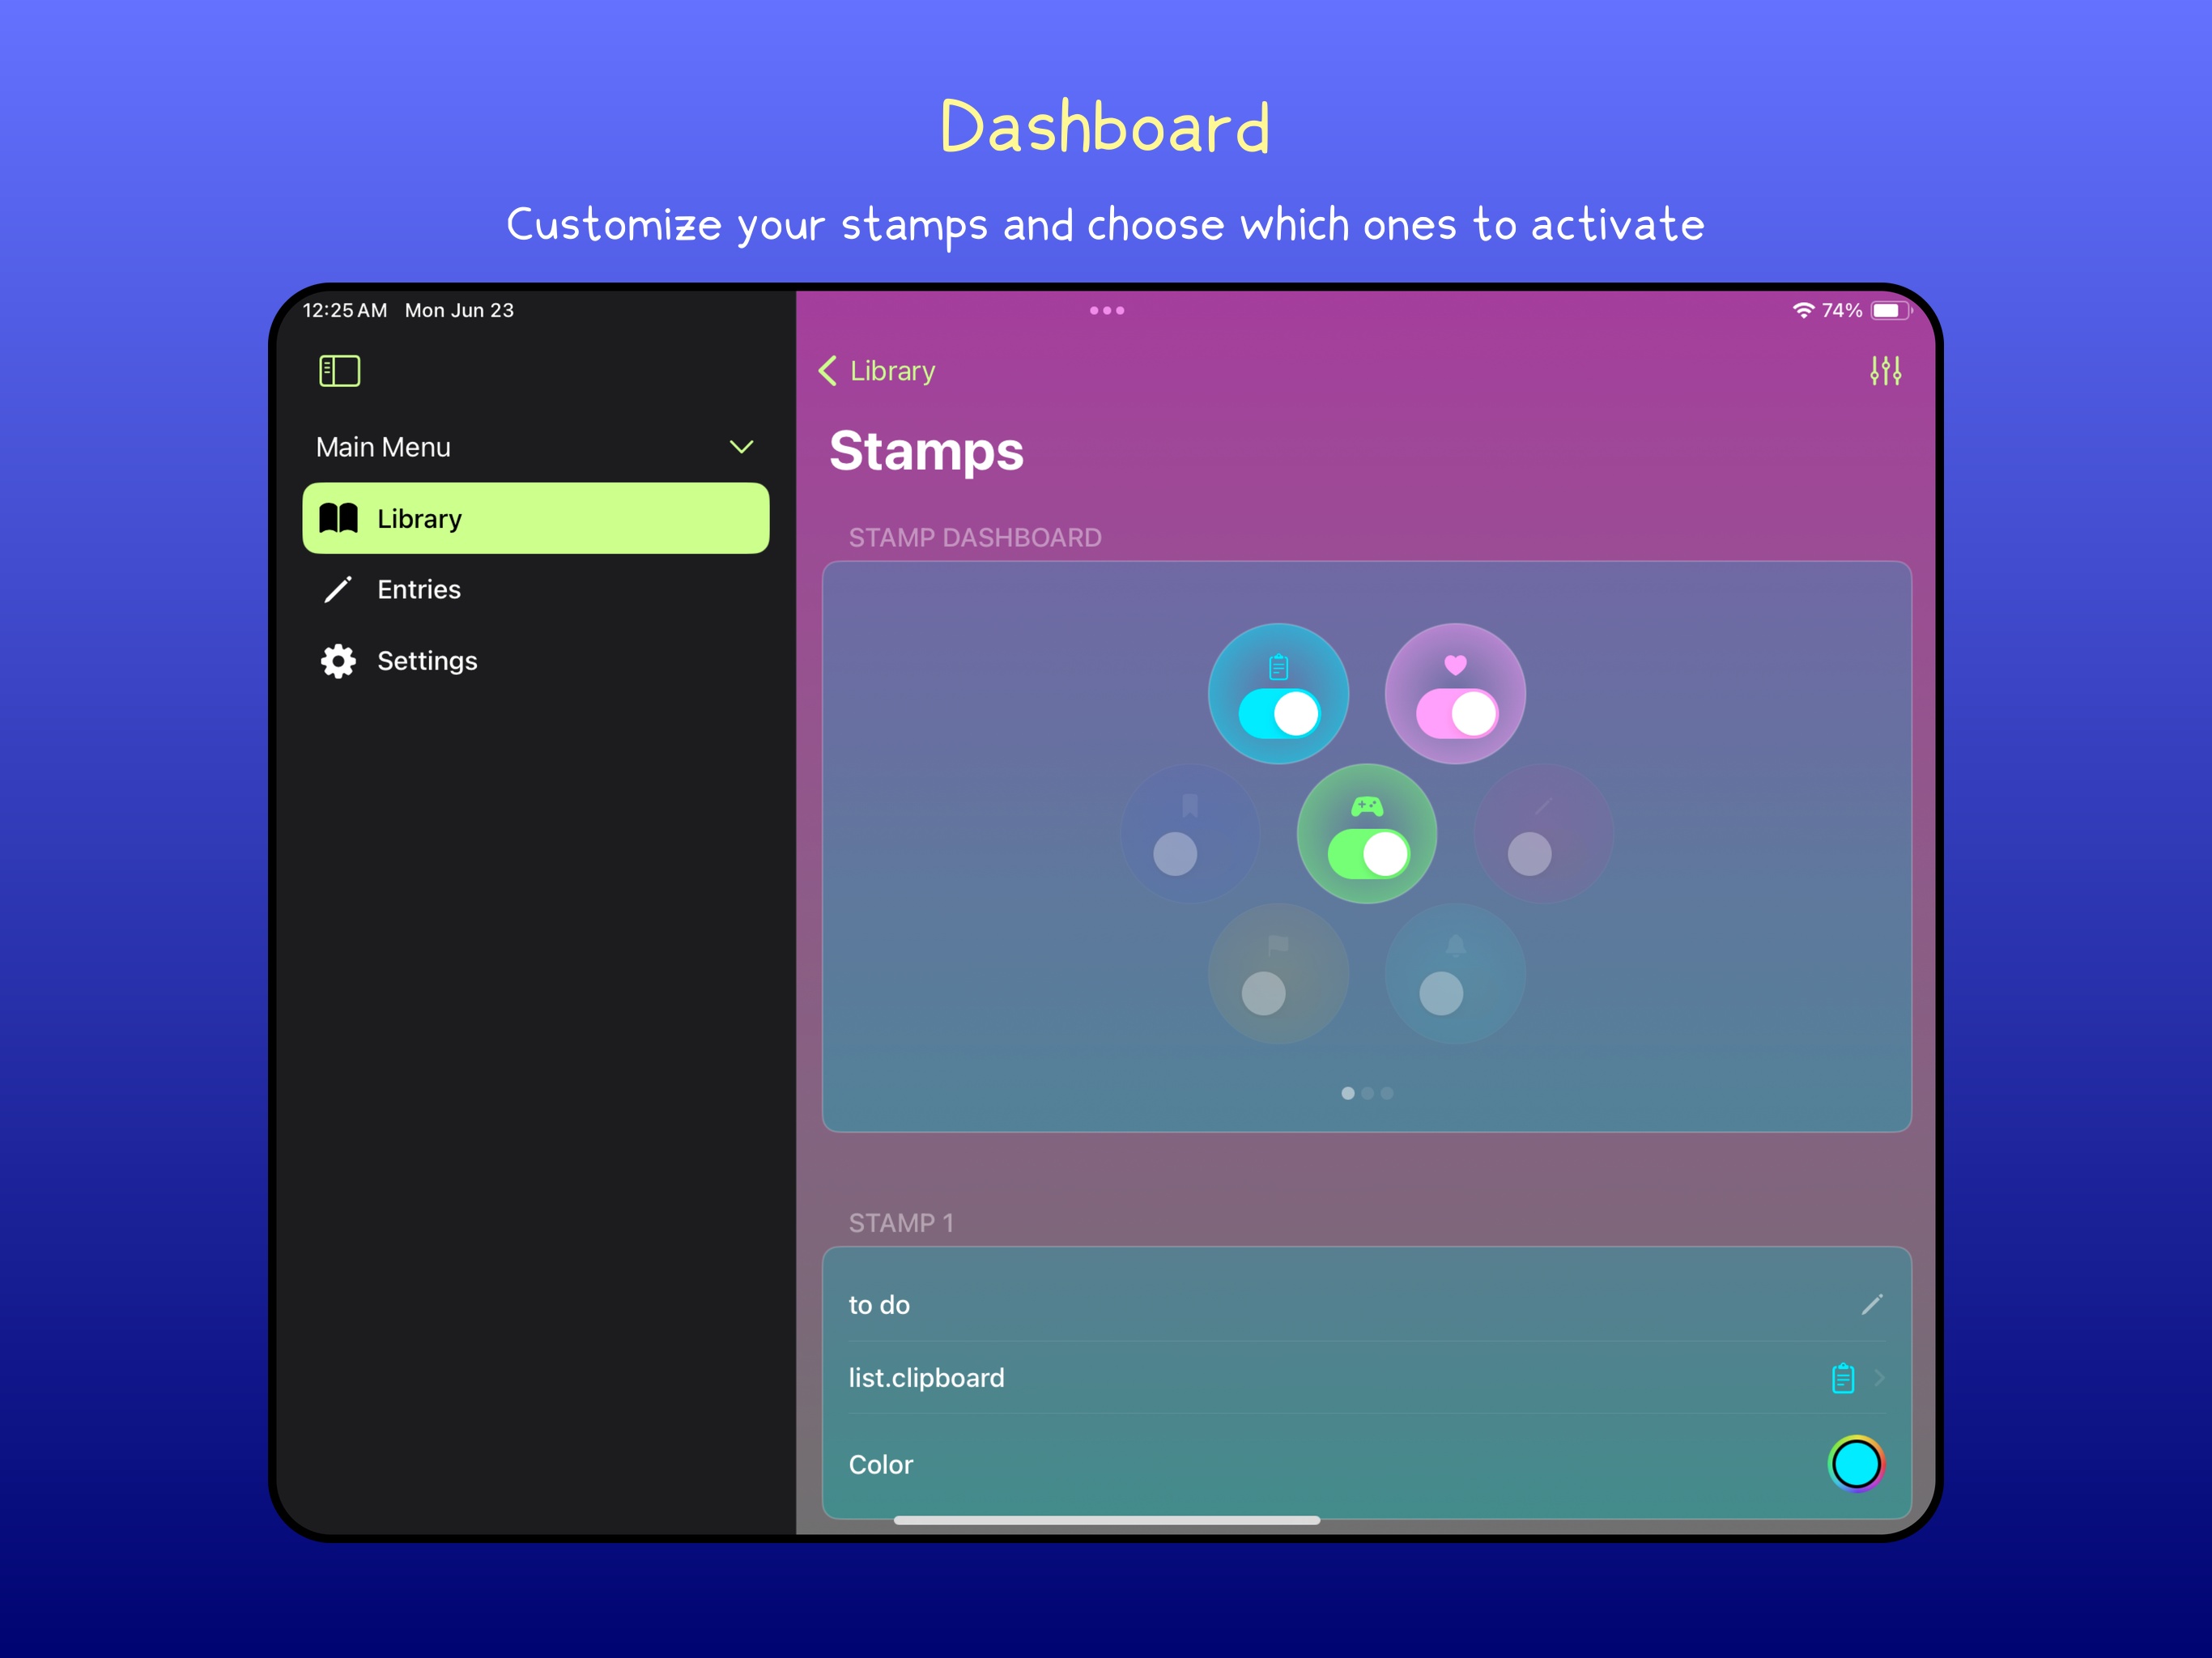 Dashboard
Customize your stamps and choose which ones to activate
12:25 AM Mon Jun 23
74%
Library
Main Menu
Stamps
Library
STAMP DASHBOARD
Entries
Settings
STAMP 1
to do
list.clipboard
Color